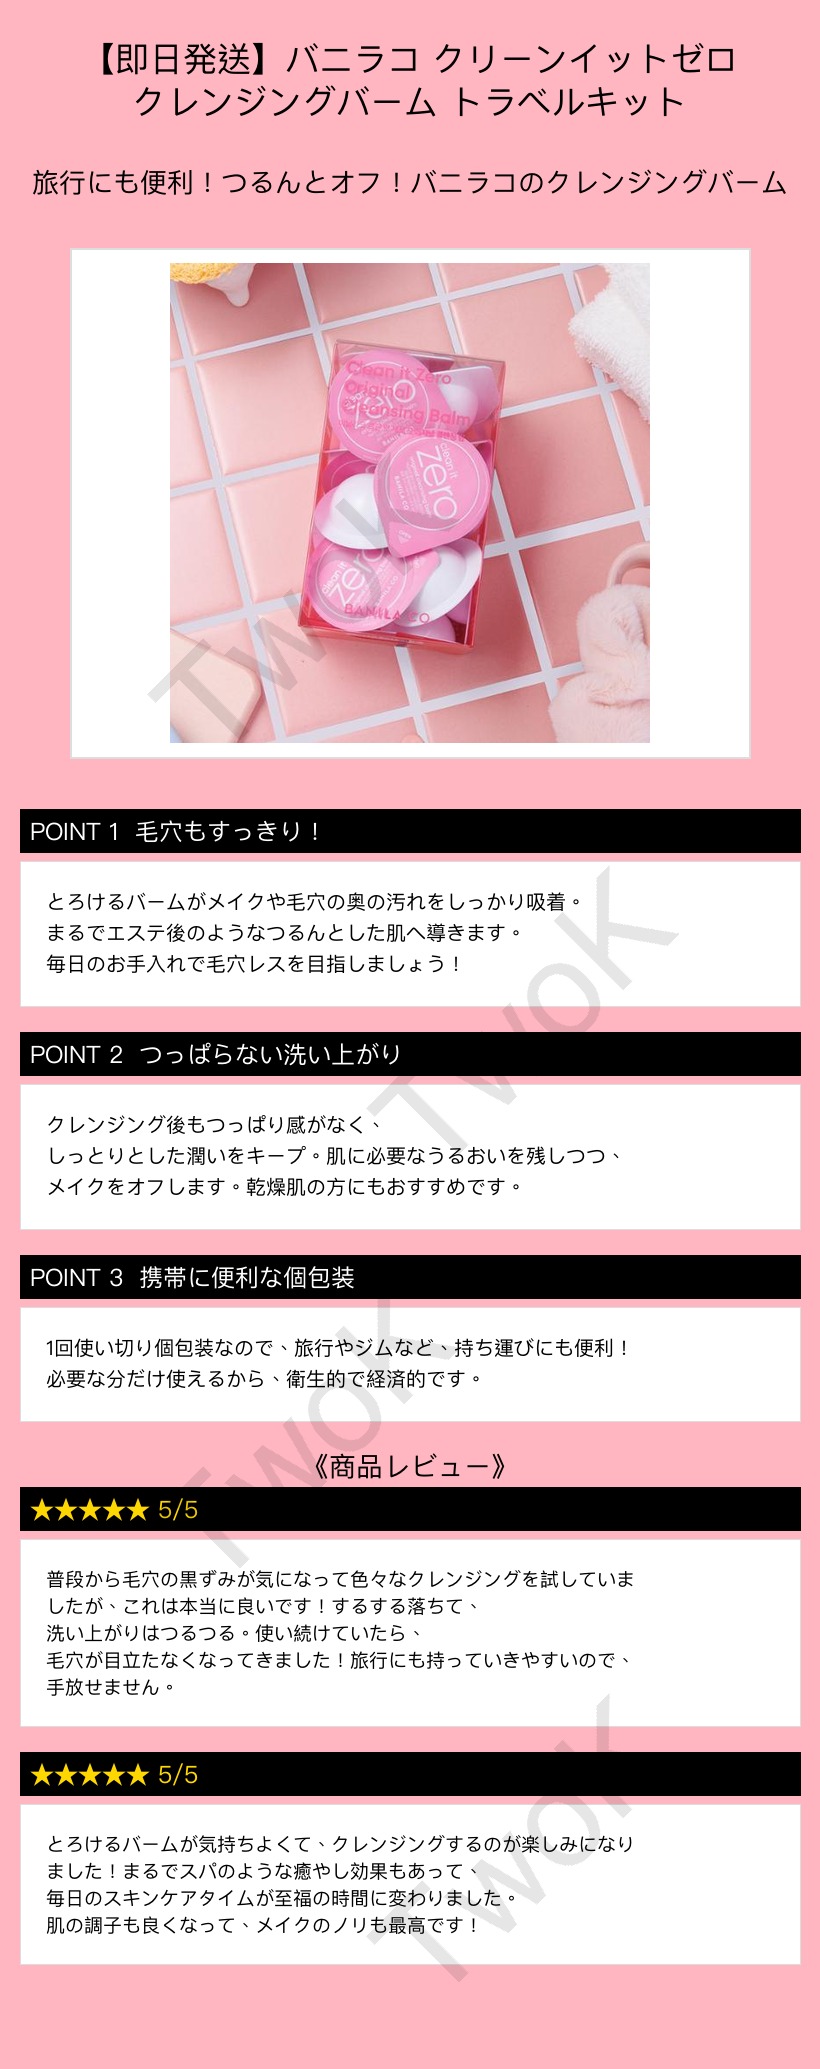 【即日発送】バニラコ クリーンイットゼロ
クレンジングバーム トラベルキット
旅行にも便利！つるんとオフ！バニラコのクレンジングバーム
Clean it Zero
Original
Cleansing Balm
zero
clean it
zero
BANILA CO
clean it
zero
BANILA CO
TwoK
POINT 1 毛穴もすっきり！
とろけるバームがメイクや毛穴の奥の汚れをしっかり吸着。
まるでエステ後のようなつるんとした肌へ導きます。
毎日のお手入れで毛穴レスを目指しましょう！
TwoK
POINT 2 つっぱらない洗い上がり
クレンジング後もつっぱり感がなく、
しっとりとした潤いをキープ。肌に必要なうるおいを残しつつ、
メイクをオフします。乾燥肌の方にもおすすめです。
POINT 3 携帯に便利な個包装
1回使い切り個包装なので、旅行やジムなど、持ち運びにも便利！
必要な分だけ使えるから、衛生的で経済的です。
TwoK
《商品レビュー》
★★★★★ 5/5
普段から毛穴の黒ずみが気になって色々なクレンジングを試していま
したが、これは本当に良いです！するする落ちて、
洗い上がりはつるつる。使い続けていたら、
毛穴が目立たなくなってきました！旅行にも持っていきやすいので、
手放せません。
★★★★★ 5/5
とろけるバームが気持ちよくて、クレンジングするのが楽しみになり
ました！まるでスパのような癒やし効果もあって、
毎日のスキンケアタイムが至福の時間に変わりました。
肌の調子も良くなって、メイクのノリも最高です！
TwoK